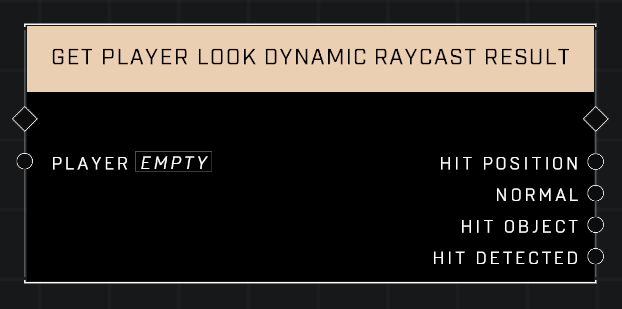 GET PLAYER LOOK DYNAMIC RAYCAST RESULT
PLAYER EMPTY
HIT POSITION
NORMAL
HIT OBJECT
HIT DETECTED